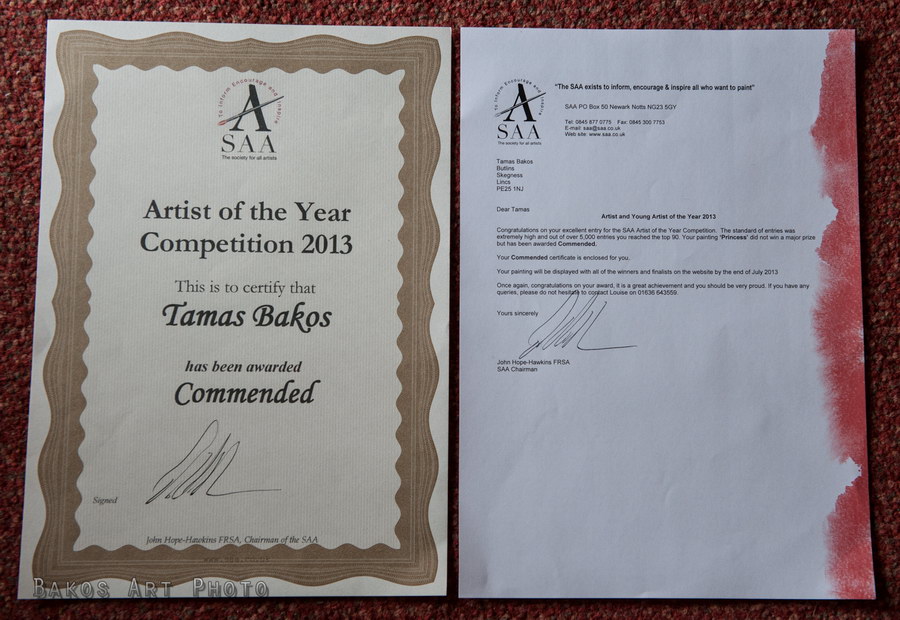 To Inform Encourage and Inspire
A
SAA
The society for all artists
Artist of the Year
Competition 2013
This is to certify that
Tamas Bakos
has been awarded
Commended
Signed
John Hope-Hawkins FRSA, Chairman of the SAA
BAKOS ART PHOTO
To Inform Encourage and Inspire
A
SAA
The society for all artists
"The SAA exists to inform, encourage & inspire all who want to paint"
SAA PO Box 50 Newark Notts NG23 5GY
Tel: 0845 877 0775 Fax: 0845 300 7753
E-mail: saa@saa.co.uk
Web site: www.saa.co.uk
Tamas Bakos
Butlins
Skegness
Lincs
PE25 1NJ
Dear Tamas
Artist and Young Artist of the Year 2013
Congratulations on your excellent entry for the SAA Artist of the Year Competition. The standard of entries was
extremely high and out of over 5,000 entries you reached the top 90. Your painting 'Princess' did not win a major prize
but has been awarded Commended.
Your Commended certificate is enclosed for you.
Your painting will be displayed with all of the winners and finalists on the website by the end of July 2013
Once again, congratulations on your award, it is a great achievement and you should be very proud. If you have any
queries, please do not hesitate to contact Louise on 01636 643559.
Yours sincerely
John Hope-Hawkins FRSA
SAA Chairman